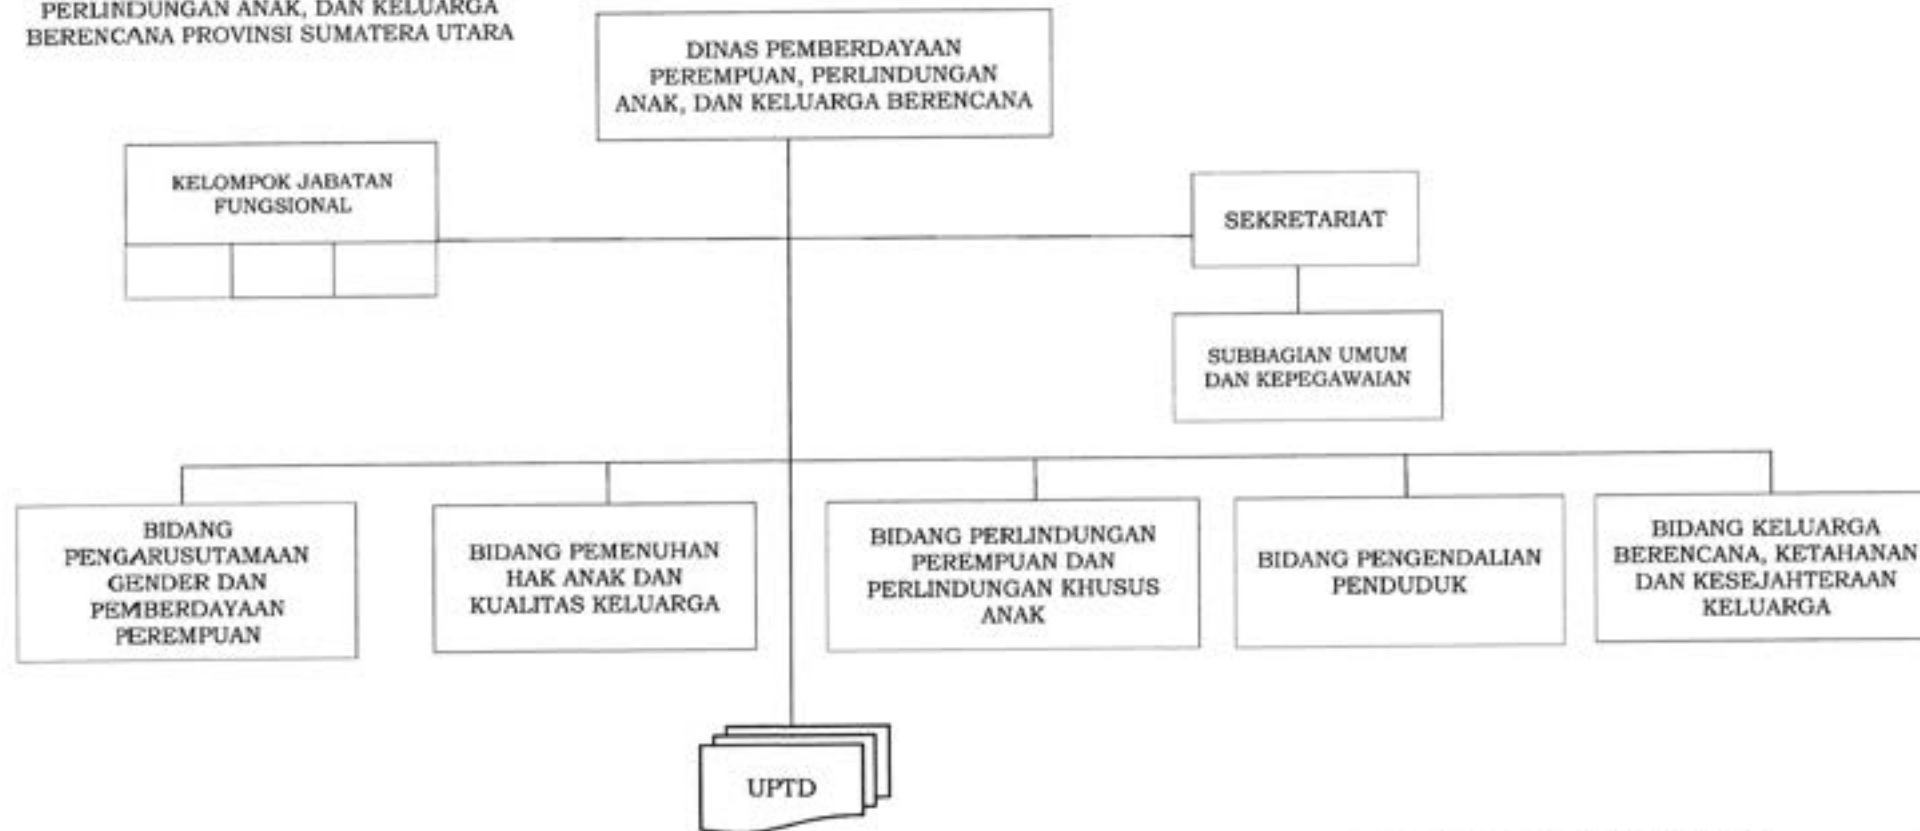 PERLINDUNGAN ANAK, DAN KELUARGA
BERENCANA PROVINSI SUMATERA UTARA
DINAS PEMBERDAYAAN
PEREMPUAN, PERLINDUNGAN
ANAK, DAN KELUARGA BERENCANA
KELOMPOK JABATAN
FUNGSIONAL
SEKRETARIAT
SUBBAGIAN UMUM
DAN KEPEGAWAIAN
BIDANG
PENGARUSUTAMAAN
GENDER DAN
PEMBERDAYAAN
PEREMPUAN
BIDANG PEMENUHAN
HAK ANAK DAN
KUALITAS KELUARGA
BIDANG PERLINDUNGAN
PEREMPUAN DAN
PERLINDUNGAN KHUSUS
ANAK
BIDANG PENGENDALIAN
PENDUDUK
BIDANG KELUARGA
BERENCANA, KETAHANAN
DAN KESEJAHTERAAN
KELUARGA
UPTD